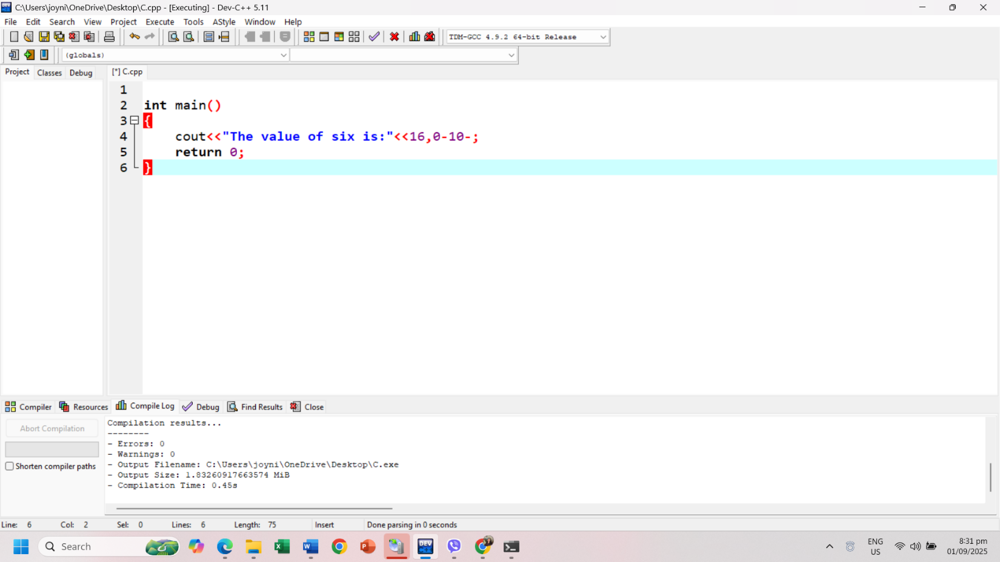 C:\Users\joyni\OneDrive\Desktop\C.cpp - [Executing] - Dev-C++ 5.11
File Edit Search View Project Execute Tools AStyle Window Help
TDM-GCC 4.9.2 64-bit Release
(globals)
Project Classes Debug
[*] C.cpp
1
2 int main()
3 {
4 cout<<"The value of six is:"<<16,0-10-;
5 return 0;
6 }
Compiler Resources Compile Log Debug Find Results Close
Abort Compilation
Shorten compiler paths
Compilation results...
--------
- Errors: 0
- Warnings: 0
- Output Filename: C:\Users\joyni\OneDrive\Desktop\C.exe
- Output Size: 1.83260917663574 MiB
- Compilation Time: 0.45s
Line: 6 Col: 2 Sel: 0 Lines: 6 Length: 75 Insert Done parsing in 0 seconds
Search
DEV
ENG
US
8:31 pm
01/09/2025